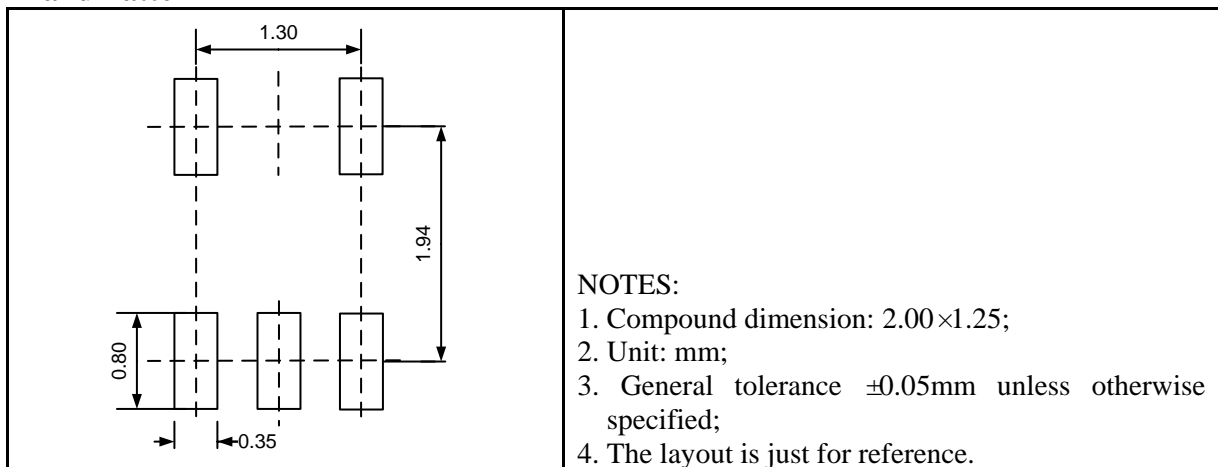 1.30
1.94
0.80
0.35
NOTES:
1. Compound dimension: 2.00×1.25;
2. Unit: mm;
3. General tolerance ±0.05mm unless otherwise
specified;
4. The layout is just for reference.